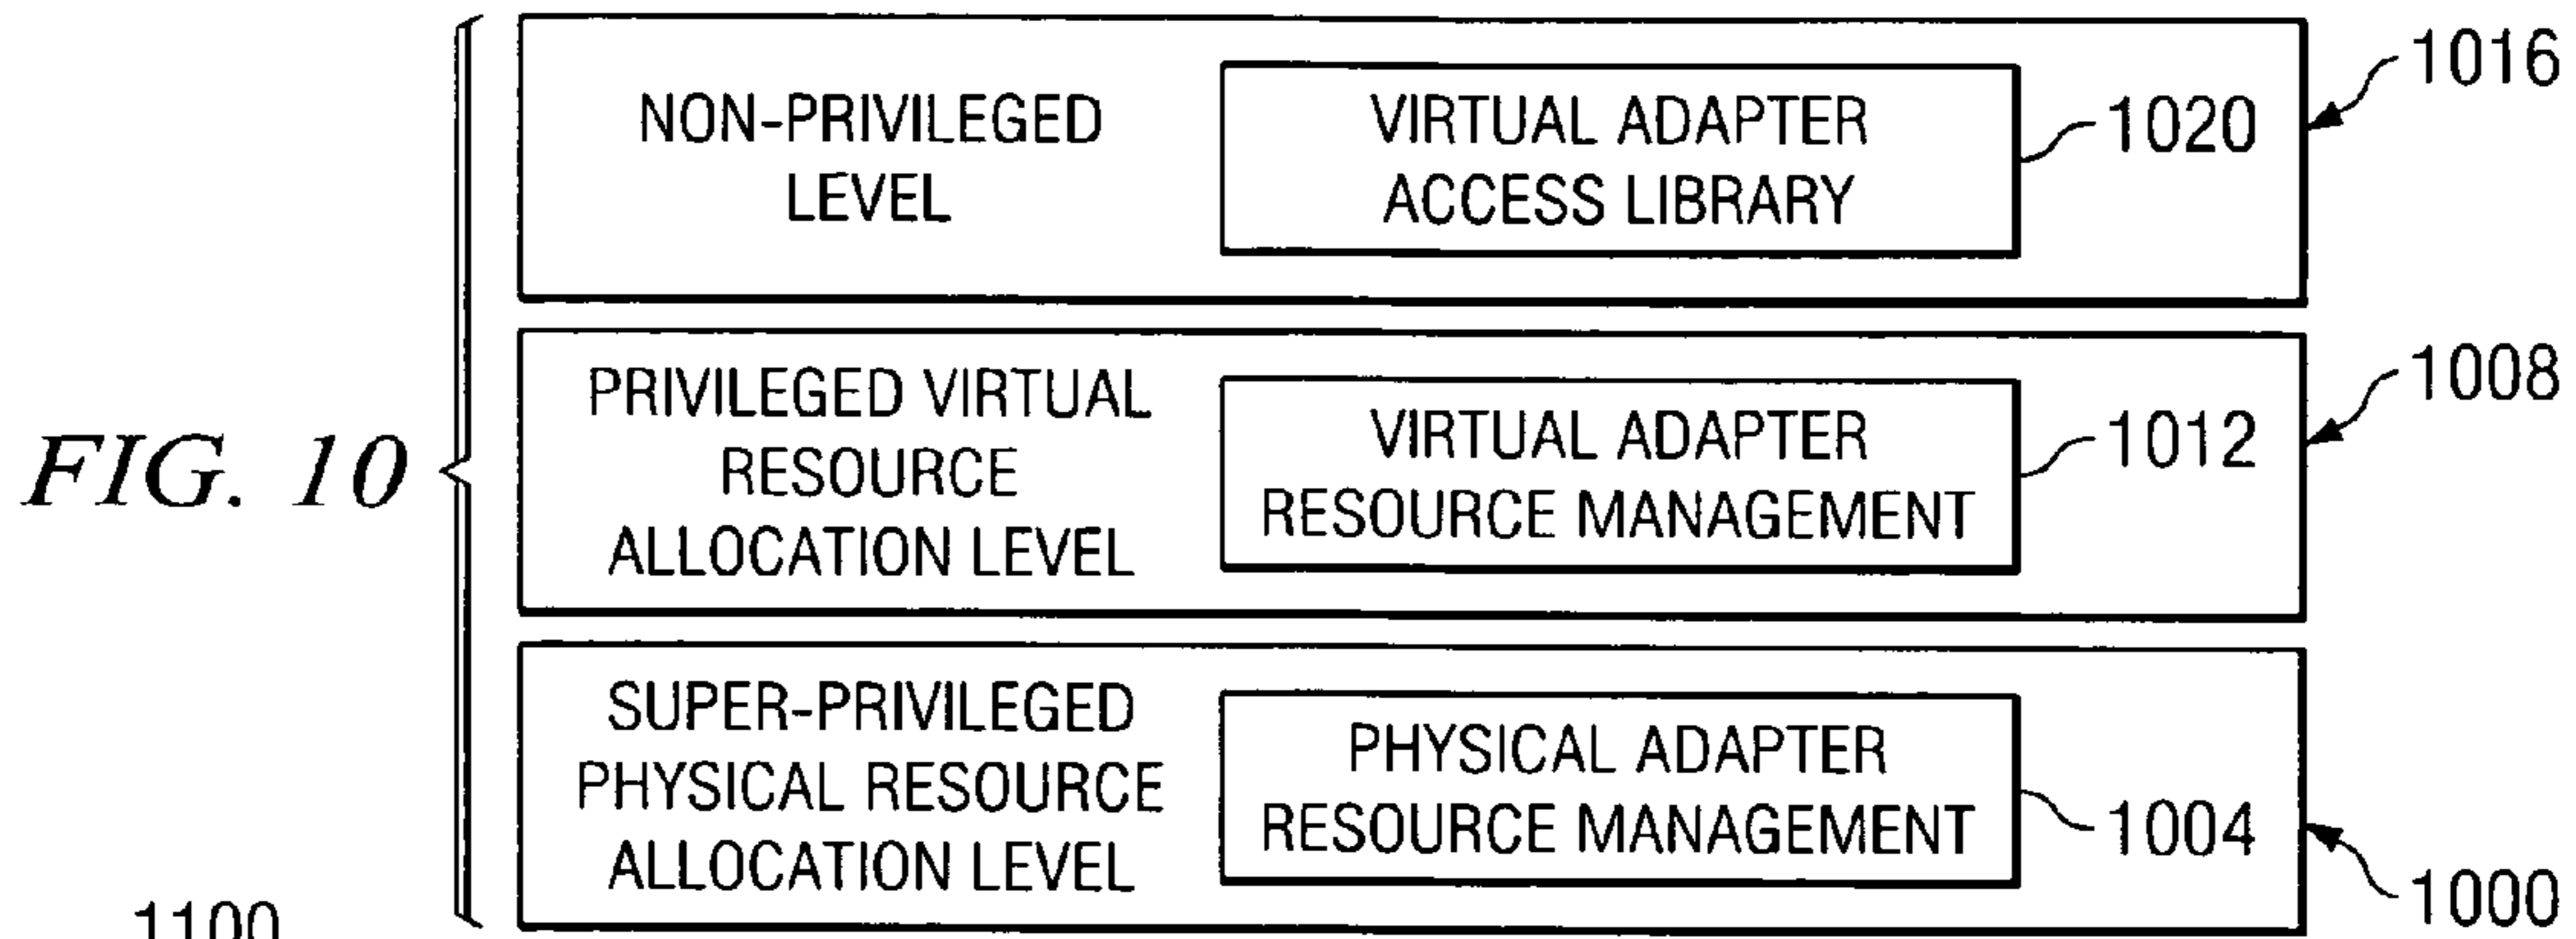 FIG. 10
NON-PRIVILEGED
LEVEL
VIRTUAL ADAPTER
ACCESS LIBRARY
1020
1016
PRIVILEGED VIRTUAL
RESOURCE
ALLOCATION LEVEL
VIRTUAL ADAPTER
RESOURCE MANAGEMENT
1012
1008
SUPER-PRIVILEGED
PHYSICAL RESOURCE
ALLOCATION LEVEL
PHYSICAL ADAPTER
RESOURCE MANAGEMENT
1004
1000
1100